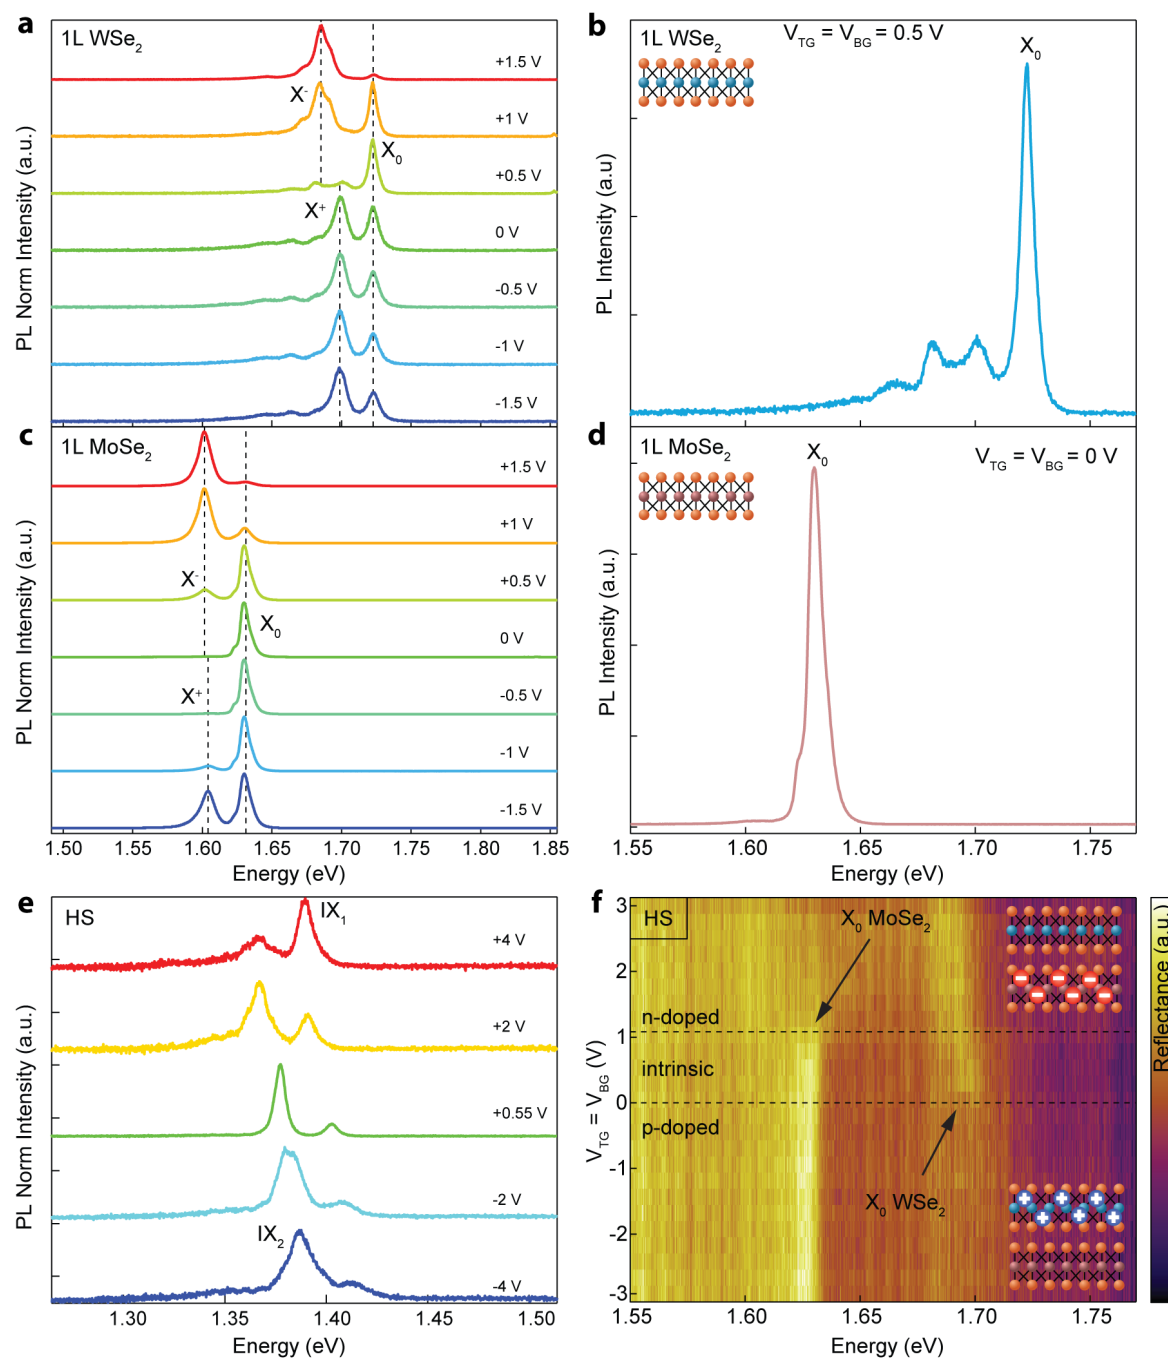 a
1L WSe2
+1.5 V
X-
+1 V
X0
+0.5 V
X+
0 V
-0.5 V
-1 V
-1.5 V
PL Norm Intensity (a.u.)
b
1L WSe2
VTG = VBG = 0.5 V
X0
PL Intensity (a.u)
c
1L MoSe2
+1.5 V
+1 V
X-
+0.5 V
X0
0 V
X+
-0.5 V
-1 V
-1.5 V
PL Norm Intensity (a.u.)
1.50 1.55 1.60 1.65 1.70 1.75 1.80 1.85
Energy (eV)
d
1L MoSe2
X0
VTG = VBG = 0 V
PL Intensity (a.u.)
1.55 1.60 1.65 1.70 1.75
Energy (eV)
e
HS
IX1
+4 V
+2 V
+0.55 V
-2 V
IX2
-4 V
PL Norm Intensity (a.u.)
1.30 1.35 1.40 1.45 1.50
Energy (eV)
f
HS
X0 MoSe2
n-doped
intrinsic
p-doped
X0 WSe2
3
2
1
0
-1
-2
-3
VTG = VBG (V)
1.55 1.60 1.65 1.70 1.75
Energy (eV)
Reflectance (a.u.)